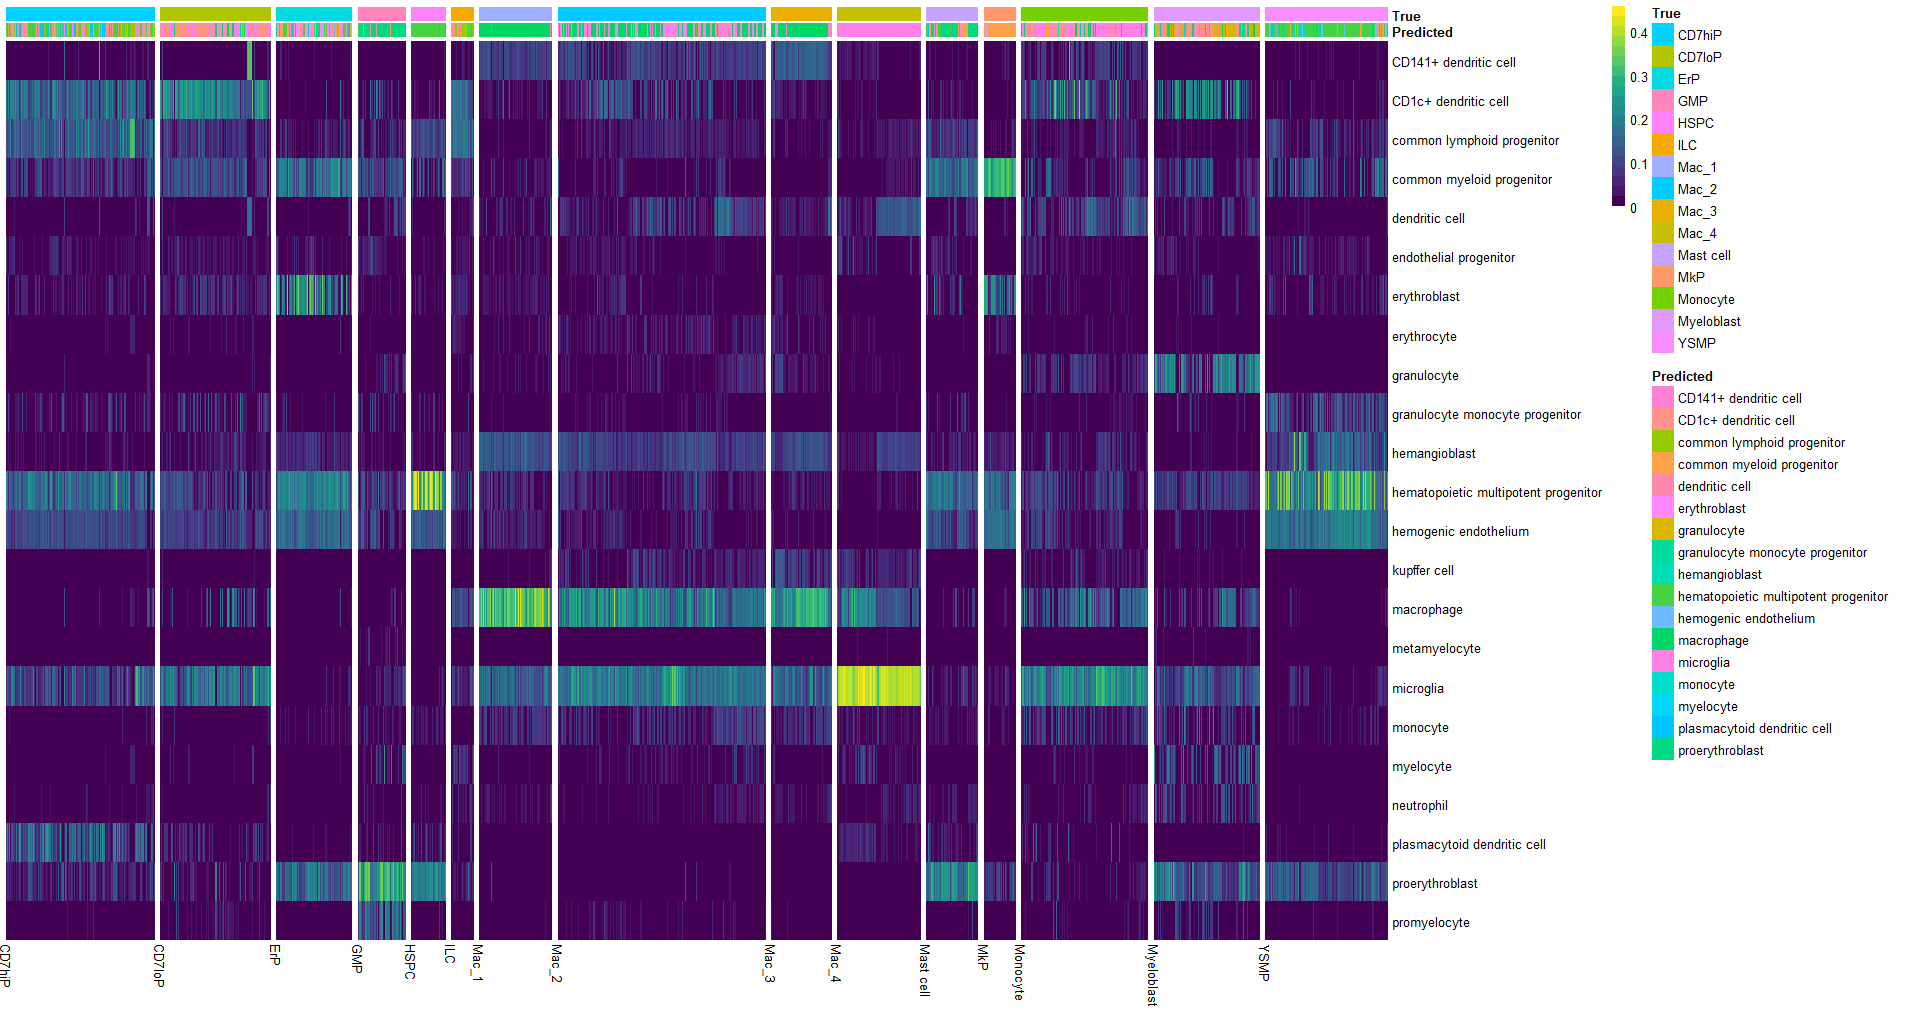 True
Predicted
CD141+ dendritic cell
CD1c+ dendritic cell
common lymphoid progenitor
common myeloid progenitor
dendritic cell
endothelial progenitor
erythroblast
erythrocyte
granulocyte
granulocyte monocyte progenitor
hemangioblast
hematopoietic multipotent progenitor
hemogenic endothelium
kupffer cell
macrophage
metamyelocyte
microglia
monocyte
myelocyte
neutrophil
plasmacytoid dendritic cell
proerythroblast
promyelocyte
CD7hiP
CD7loP
ErP
GMP
HSPC
ILC
Mac_1
Mac_2
Mac_3
Mac_4
Mast cell
MkP
Monocyte
Myeloblast
YSMP
0.4
0.3
0.2
0.1
0
True
CD7hiP
CD7loP
ErP
GMP
HSPC
ILC
Mac_1
Mac_2
Mac_3
Mac_4
Mast cell
MkP
Monocyte
Myeloblast
YSMP
Predicted
CD141+ dendritic cell
CD1c+ dendritic cell
common lymphoid progenitor
common myeloid progenitor
dendritic cell
erythroblast
granulocyte
granulocyte monocyte progenitor
hemangioblast
hematopoietic multipotent progenitor
hemogenic endothelium
macrophage
microglia
monocyte
myelocyte
plasmacytoid dendritic cell
proerythroblast